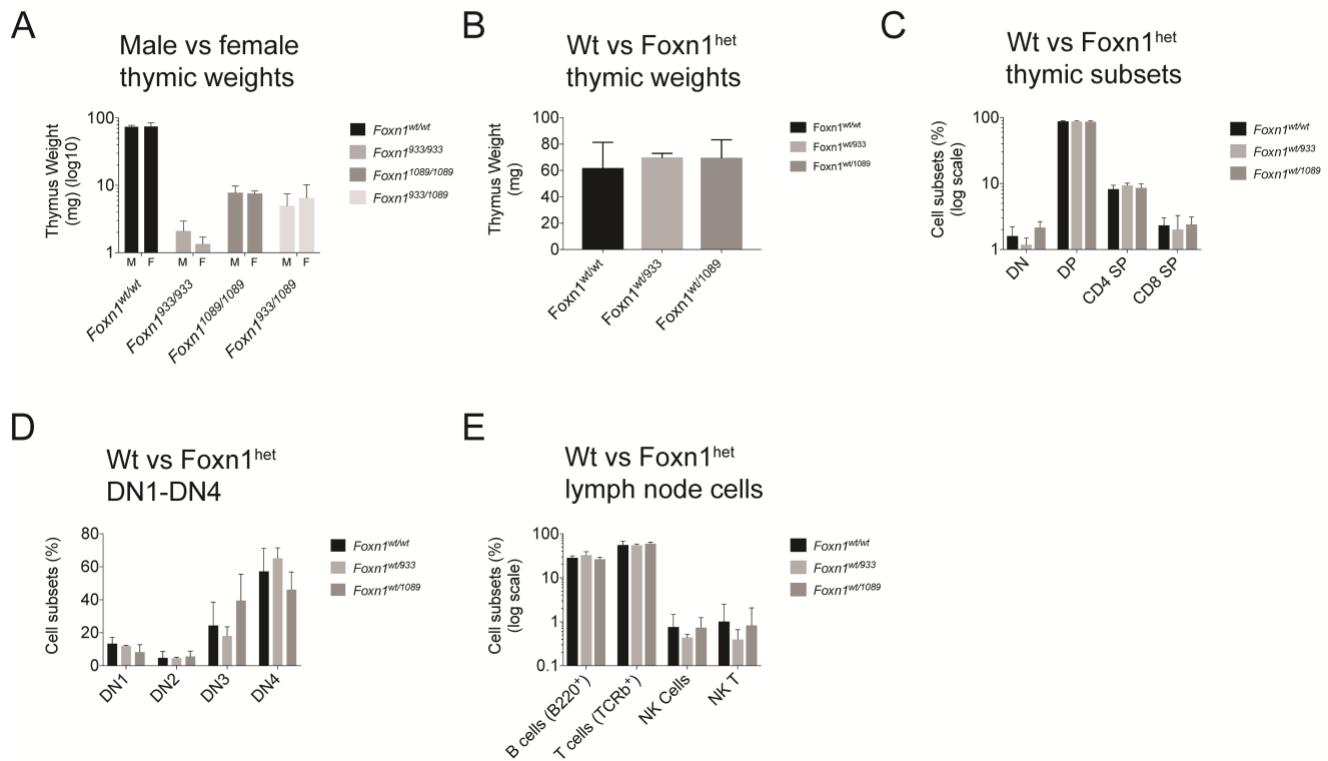 A
Male vs female
thymic weights
Thymus Weight
(mg) (log10)
100
10
1
M F M F M F M F
Foxn1wt/wt
Foxn1933/933
Foxn11089/1089
Foxn1933/1089
Foxn1wt/wt
Foxn1933/933
Foxn11089/1089
Foxn1933/1089
B
Wt vs Foxn1het
thymic weights
Thymus Weight
(mg)
100
80
60
40
20
0
Foxn1wt/wt
Foxn1wt/933
Foxn1wt/1089
Foxn1wt/wt
Foxn1wt/933
Foxn1wt/1089
C
Wt vs Foxn1het
thymic subsets
Cell subsets (%)
(log scale)
100
10
1
DN
DP
CD4 SP
CD8 SP
Foxn1wt/wt
Foxn1wt/933
Foxn1wt/1089
D
Wt vs Foxn1het
DN1-DN4
Cell subsets (%)
80
60
40
20
0
DN1
DN2
DN3
DN4
Foxn1wt/wt
Foxn1wt/933
Foxn1wt/1089
E
Wt vs Foxn1het
lymph node cells
Cell subsets (%)
(log scale)
100
10
1
0.1
B cells (B220+)
T cells (TCRb+)
NK Cells
NK T
Foxn1wt/wt
Foxn1wt/933
Foxn1wt/1089